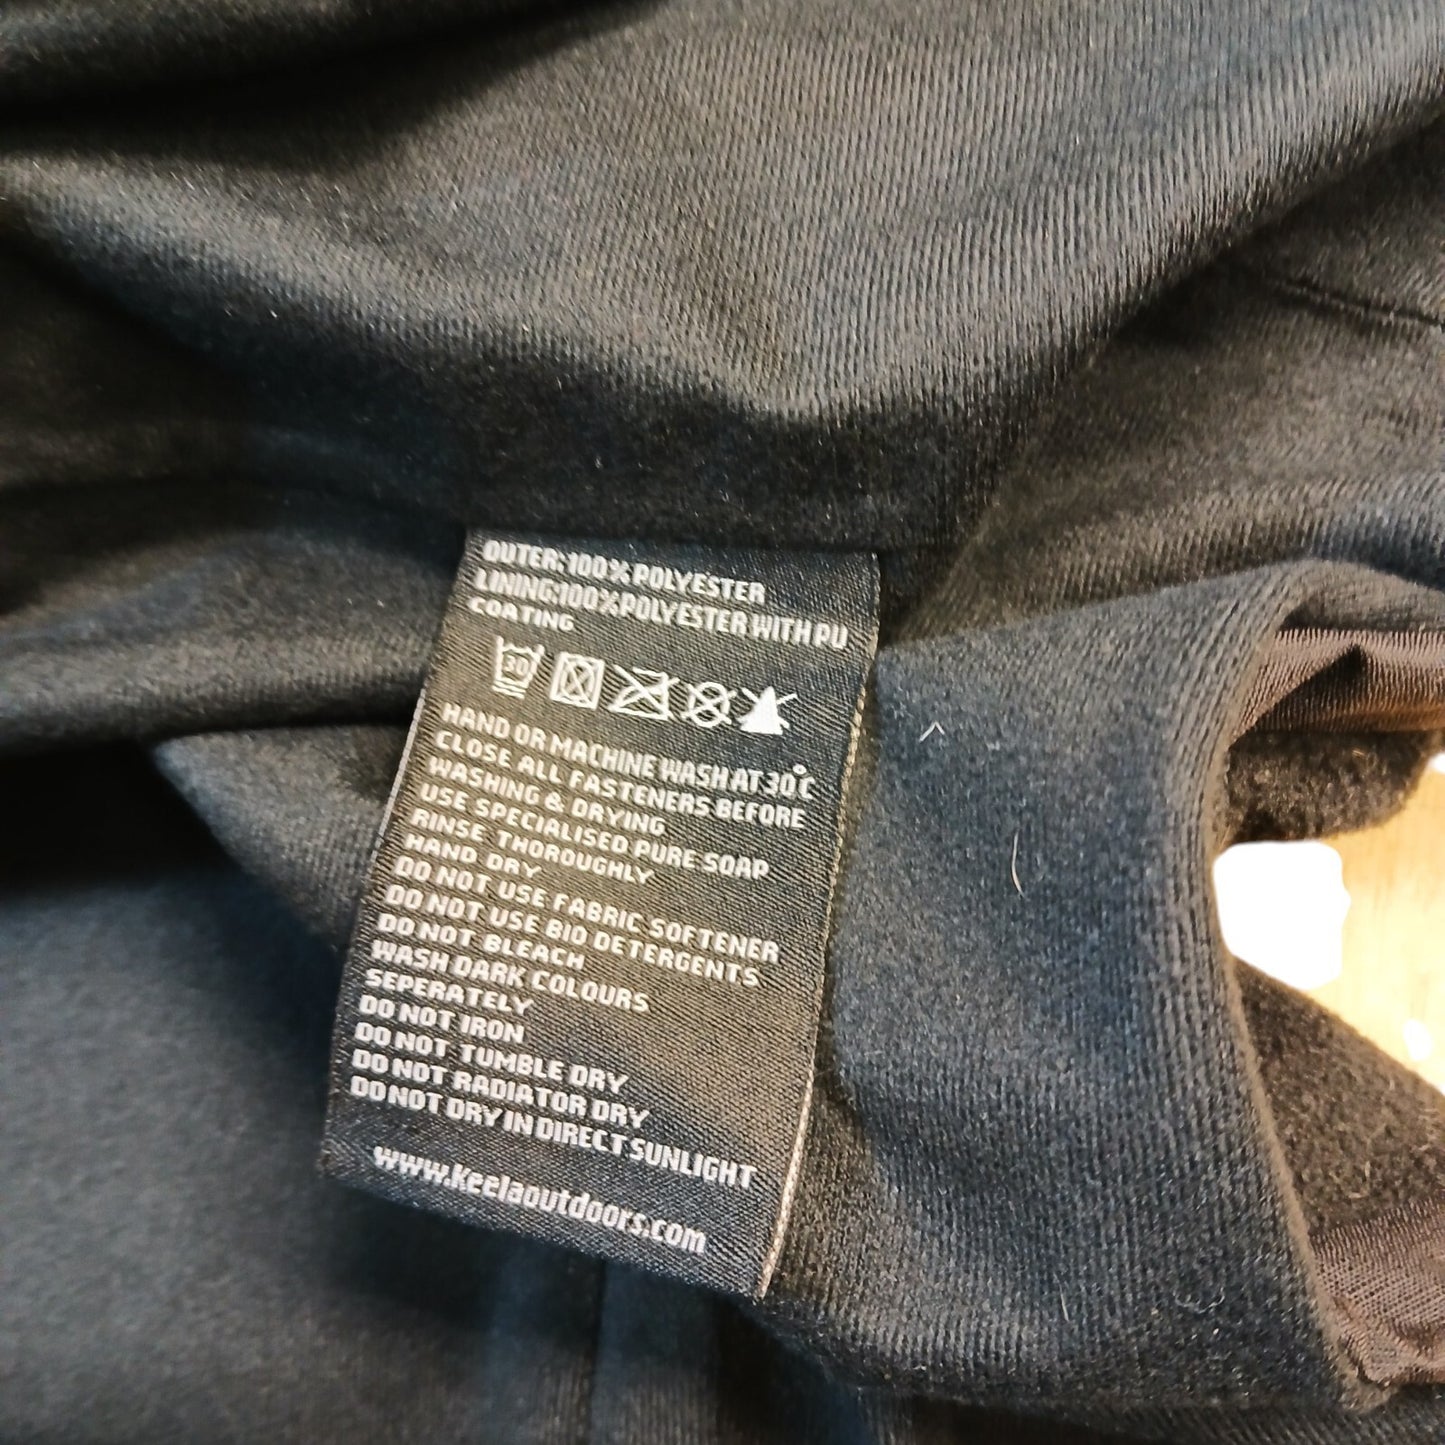 OUTER: 100% POLYESTER
LINING:100% POLYESTER WITH PU
COATING
30
HAND OR MACHINE WASH AT 30°C
CLOSE ALL FASTENERS BEFORE
WASHING & DRYING
USE SPECIALISED PURE SOAP
RINSE THOROUGHLY
HAND DRY
DO NOT USE FABRIC SOFTENER
DO NOT USE BIO DETERGENTS
DO NOT BLEACH
WASH DARK COLOURS
SEPERATELY
DO NOT IRON
DO NOT TUMBLE DRY
DO NOT RADIATOR DRY
DO NOT DRY IN DIRECT SUNLIGHT
www.keelaoutdoors.com